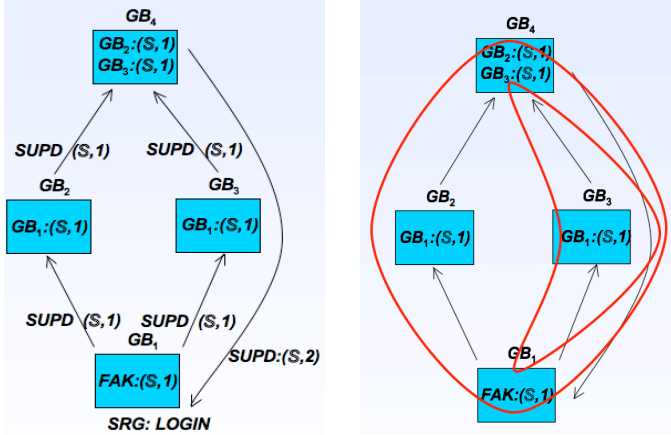 GB₄
GB₂:(𝕊,1)
GB₃:(𝕊,1)
SUPD (𝕊,1)
SUPD (𝕊,1)
GB₂
GB₃
GB₁:(𝕊,1)
GB₁:(𝕊,1)
SUPD (𝕊,1)
SUPD (𝕊,1)
GB₁
SUPD:(𝕊,2)
FAK:(𝕊,1)
SRG: LOGIN
GB₄
GB₂:(𝕊,1)
GB₃:(𝕊,1)
GB₂
GB₃
GB₁:(𝕊,1)
GB₁:(𝕊,1)
GB₁
FAK:(𝕊,1)